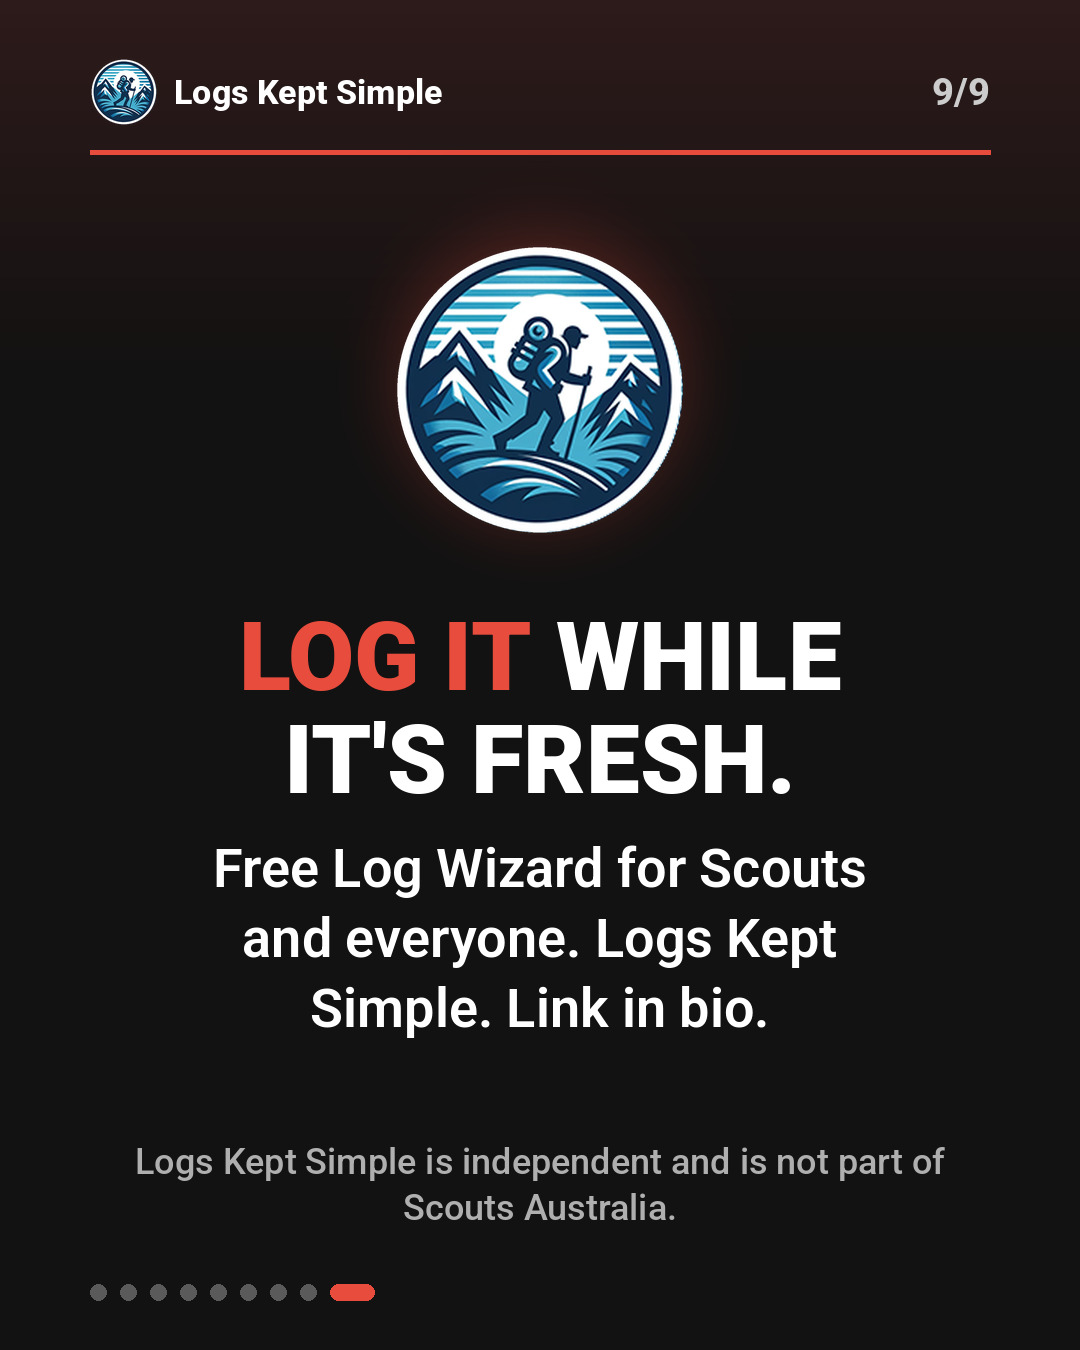 Logs Kept Simple
9/9
LOG IT WHILE
IT'S FRESH.
Free Log Wizard for Scouts
and everyone. Logs Kept
Simple. Link in bio.
Logs Kept Simple is independent and is not part of
Scouts Australia.